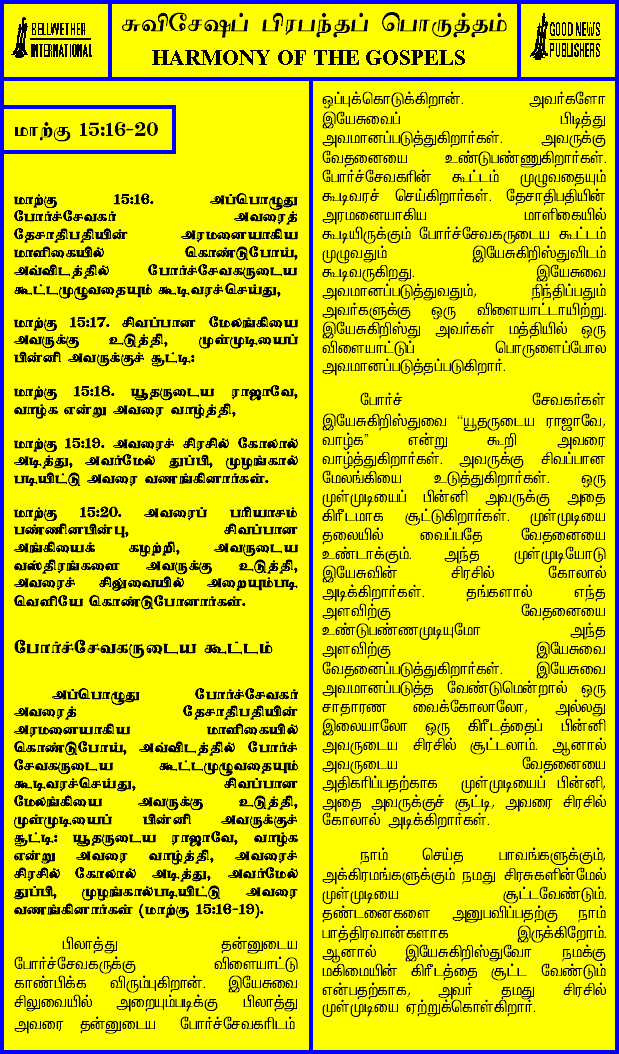 BELLWETHER
INTERNATIONAL
சுவிசேஷப் பிரபந்தப் பொருத்தம்
HARMONY OF THE GOSPELS
GOOD NEWS
PUBLISHERS
மாற்கு 15:16-20
மாற்கு 15:16. அப்பொழுது
போர்ச்சேவகர் அவரைத்
தேசாதிபதியின் அரமனையாகிய
மாளிகையில் கொண்டுபோய்,
அவ்விடத்தில் போர்ச்சேவகருடைய
கூட்டமுழுவதையும் கூடிவரச்செய்து,
மாற்கு 15:17. சிவப்பான மேலங்கியை
அவருக்கு உடுத்தி, முள்முடியைப்
பின்னி அவருக்குச் சூட்டி:
மாற்கு 15:18. யூதருடைய ராஜாவே,
வாழ்க என்று அவரை வாழ்த்தி,
மாற்கு 15:19. அவரைச் சிரசில் கோலால்
அடித்து, அவர்மேல் துப்பி, முழங்கால்
படியிட்டு அவரை வணங்கினார்கள்.
மாற்கு 15:20. அவரைப் பரியாசம்
பண்ணினபின்பு, சிவப்பான
அங்கியைக் கழற்றி, அவருடைய
வஸ்திரங்களை அவருக்கு உடுத்தி,
அவரைச் சிலுவையில் அறையும்படி
வெளியே கொண்டுபோனார்கள்.
போர்ச்சேவகருடைய கூட்டம்
அப்பொழுது போர்ச்சேவகர்
அவரைத் தேசாதிபதியின்
அரமனையாகிய மாளிகையில்
கொண்டுபோய், அவ்விடத்தில் போர்ச்
சேவகருடைய கூட்டமுழுவதையும்
கூடிவரச்செய்து, சிவப்பான
மேலங்கியை அவருக்கு உடுத்தி,
முள்முடியைப் பின்னி அவருக்குச்
சூட்டி: யூதருடைய ராஜாவே, வாழ்க
என்று அவரை வாழ்த்தி, அவரைச்
சிரசில் கோலால் அடித்து, அவர்மேல்
துப்பி, முழங்கால்படியிட்டு அவரை
வணங்கினார்கள் (மாற்கு 15:16-19).
பிலாத்து தன்னுடைய
போர்ச்சேவகருக்கு விளையாட்டு
காண்பிக்க விரும்புகிறான். இயேசுவை
சிலுவையில் அறையும்படிக்கு பிலாத்து
அவரை தன்னுடைய போர்ச்சேவகரிடம்
ஒப்புக்கொடுக்கிறான். அவர்களோ
இயேசுவைப் பிடித்து
அவமானப்படுத்துகிறார்கள். அவருக்கு
வேதனையை உண்டுபண்ணுகிறார்கள்.
போர்ச்சேவகரின் கூட்டம் முழுவதையும்
கூடிவரச் செய்கிறார்கள். தேசாதிபதியின்
அரமனையாகிய மாளிகையில்
கூடியிருக்கும் போர்ச்சேவகருடைய கூட்டம்
முழுவதும் இயேசுகிறிஸ்துவிடம்
கூடிவருகிறது. இயேசுவை
அவமானப்படுத்துவதும், நிந்திப்பதும்
அவர்களுக்கு ஒரு விளையாட்டாயிற்று.
இயேசுகிறிஸ்து அவர்கள் மத்தியில் ஒரு
விளையாட்டுப் பொருளைப்போல
அவமானப்படுத்தப்படுகிறார்.
போர்ச் சேவகர்கள்
இயேசுகிறிஸ்துவை “யூதருடைய ராஜாவே,
வாழ்க” என்று கூறி அவரை
வாழ்த்துகிறார்கள். அவருக்கு சிவப்பான
மேலங்கியை உடுத்துகிறார்கள். ஒரு
முள்முடியைப் பின்னி அவருக்கு அதை
கிரீடமாக சூட்டுகிறார்கள். முள்முடியை
தலையில் வைப்பதே வேதனையை
உண்டாக்கும். அந்த முள்முடியோடு
இயேசுவின் சிரசில் கோலால்
அடிக்கிறார்கள். தங்களால் எந்த
அளவிற்கு வேதனையை
உண்டுபண்ணமுடியுமோ அந்த
அளவிற்கு இயேசுவை
வேதனைப்படுத்துகிறார்கள். இயேசுவை
அவமானப்படுத்த வேண்டுமென்றால் ஒரு
சாதாரண வைக்கோலாலோ, அல்லது
இலையாலோ ஒரு கிரீடத்தைப் பின்னி
அவருடைய சிரசில் சூட்டலாம். ஆனால்
அவருடைய வேதனையை
அதிகரிப்பதற்காக முள்முடியைப் பின்னி,
அதை அவருக்குச் சூட்டி, அவரை சிரசில்
கோலால் அடிக்கிறார்கள்.
நாம் செய்த பாவங்களுக்கும்,
அக்கிரமங்களுக்கும் நமது சிரசுகளின்மேல்
முள்முடியை சூட்டவேண்டும்.
தண்டனைகளை அனுபவிப்பதற்கு நாம்
பாத்திரவான்களாக இருக்கிறோம்.
ஆனால் இயேசுகிறிஸ்துவோ நமக்கு
மகிமையின் கிரீடத்தை சூட்ட வேண்டும்
என்பதற்காக, அவர் தமது சிரசில்
முள்முடியை ஏற்றுக்கொள்கிறார்.